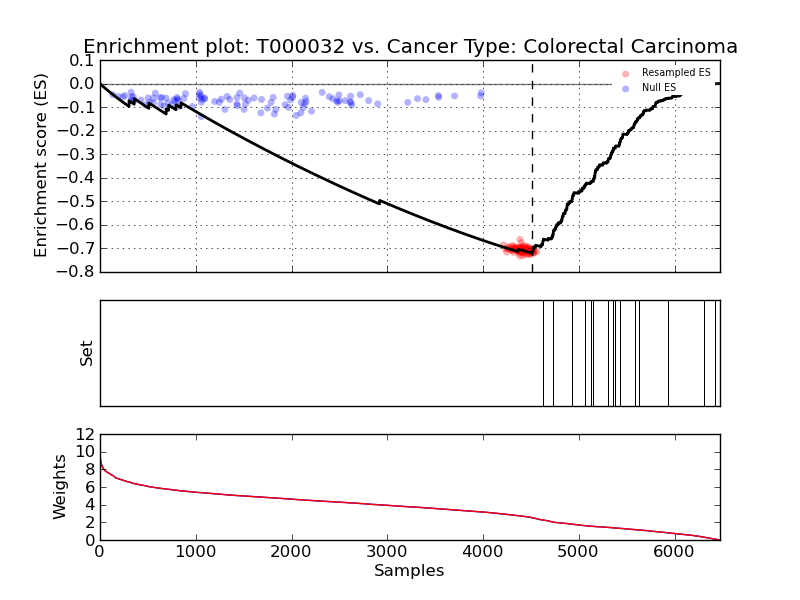 Enrichment plot: T000032 vs. Cancer Type: Colorectal Carcinoma
Enrichment score (ES)
0.1
0.0
−0.1
−0.2
−0.3
−0.4
−0.5
−0.6
−0.7
−0.8
Resampled ES
Null ES
Set
Weights
12
10
8
6
4
2
0
0 1000 2000 3000 4000 5000 6000
Samples